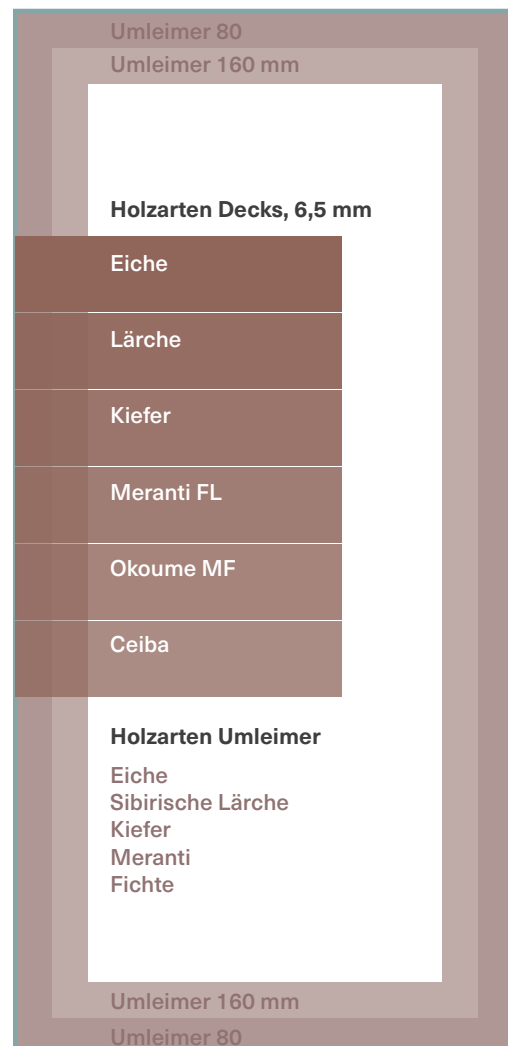 Umleimer 80
Umleimer 160 mm
Holzarten Decks, 6,5 mm
Eiche
Lärche
Kiefer
Meranti FL
Okoume MF
Ceiba
Holzarten Umleimer
Eiche
Sibirische Lärche
Kiefer
Meranti
Fichte
Umleimer 160 mm
Umleimer 80